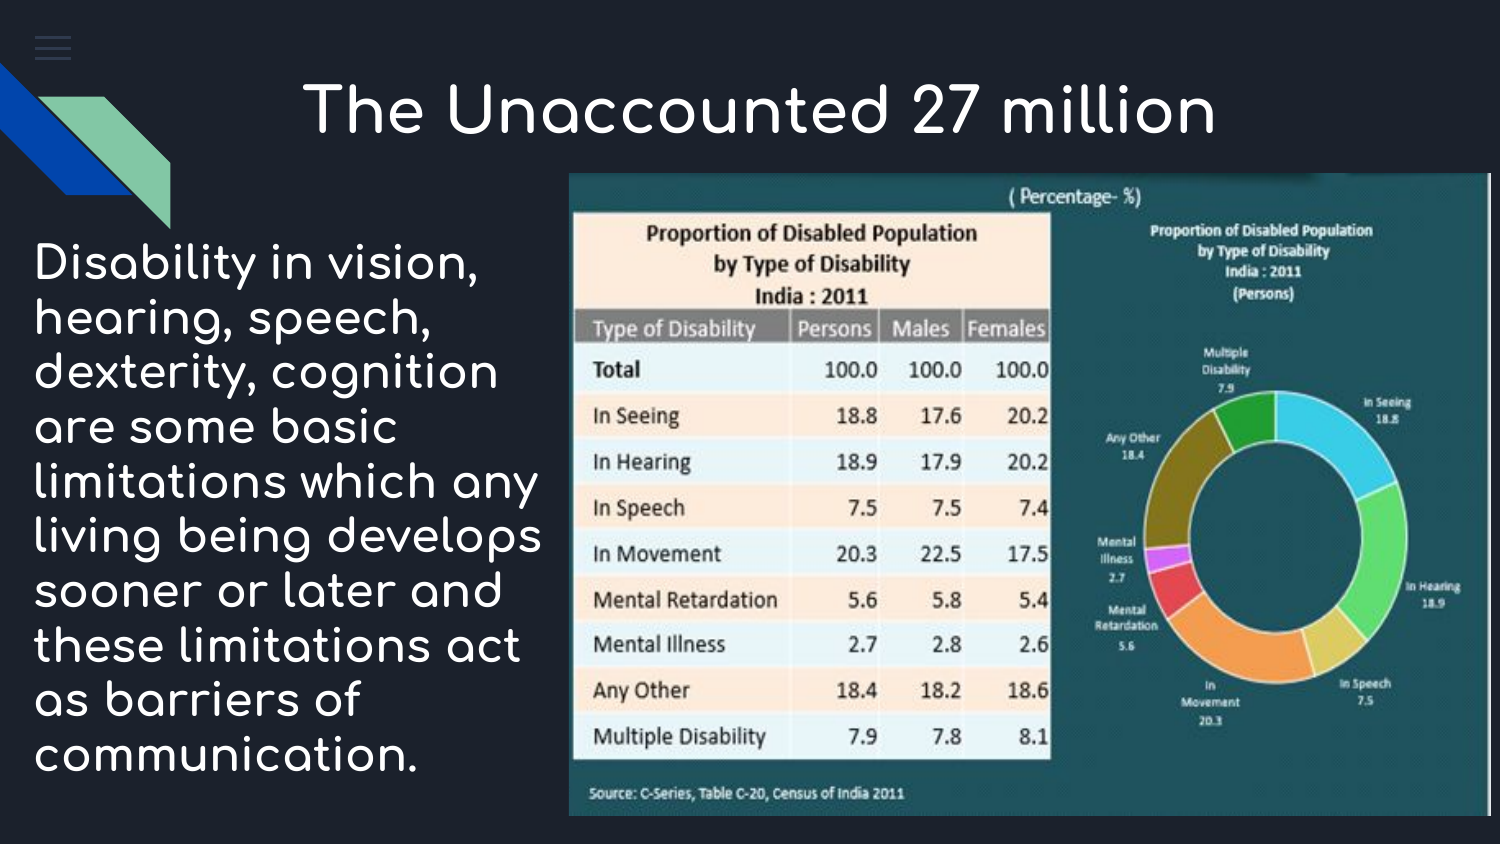 The Unaccounted 27 million
Disability in vision,
hearing, speech,
dexterity, cognition
are some basic
limitations which any
living being develops
sooner or later and
these limitations act
as barriers of
communication.
( Percentage- %)
Proportion of Disabled Population
by Type of Disability
India : 2011
Type of Disability Persons Males Females
Total 100.0 100.0 100.0
In Seeing 18.8 17.6 20.2
In Hearing 18.9 17.9 20.2
In Speech 7.5 7.5 7.4
In Movement 20.3 22.5 17.5
Mental Retardation 5.6 5.8 5.4
Mental Illness 2.7 2.8 2.6
Any Other 18.4 18.2 18.6
Multiple Disability 7.9 7.8 8.1
Source: C-Series, Table C-20, Census of India 2011
Proportion of Disabled Population
by Type of Disability
India : 2011
(Persons)
Multiple
Disability
7.9
In Seeing
18.8
Any Other
18.4
Mental
Illness
2.7
In Hearing
18.9
Mental
Retardation
5.6
In Speech
7.5
In
Movement
20.3